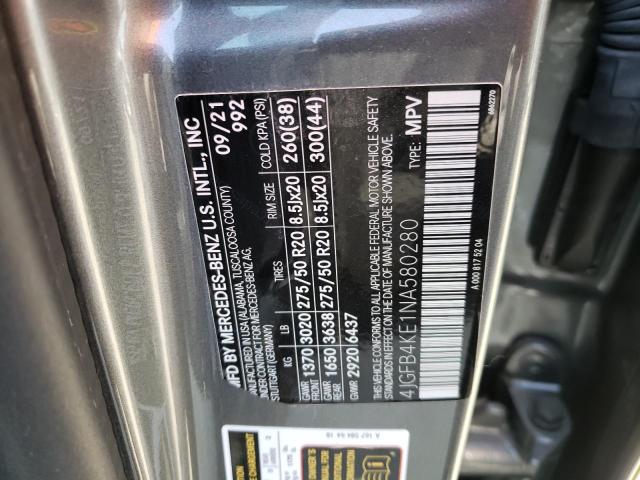 MFD BY MERCEDES-BENZ U.S. INTL., INC 09/21
UNDER CONTRACT FOR MERCEDES-BENZ AG, 992
IN USA (ALABAMA, TUSCALOOSA COUNTY)
STUTTGART (GERMANY)
KG LB TIRES RIM SIZE COLD KPA (PSI)
GAWR FRONT 1370 3020 275/50 R20 8.5Jx20 260(38)
GAWR REAR 1650 3638 275/50 R20 8.5Jx20 300(44)
GVWR 2920 6437
THIS VEHICLE CONFORMS TO ALL APPLICABLE FEDERAL MOTOR VEHICLE SAFETY
STANDARDS IN EFFECT ON THE DATE OF MANUFACTURE SHOWN ABOVE.
4JGFB4KE1NA580280 TYPE: MPV
A 000 817 52 04